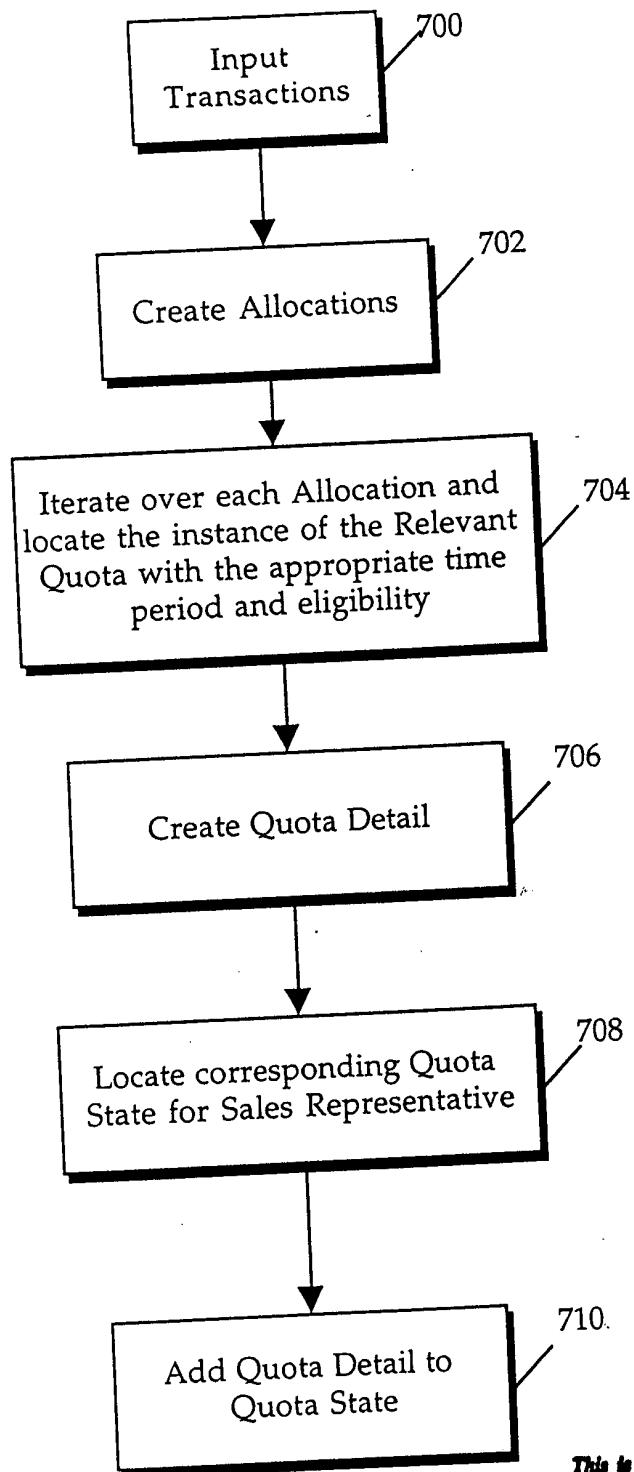 700
Input
Transactions
702
Create Allocations
704
Iterate over each Allocation and
locate the instance of the Relevant
Quota with the appropriate time
period and eligibility
706
Create Quota Detail
708
Locate corresponding Quota
State for Sales Representative
710
Add Quota Detail to
Quota State
This is